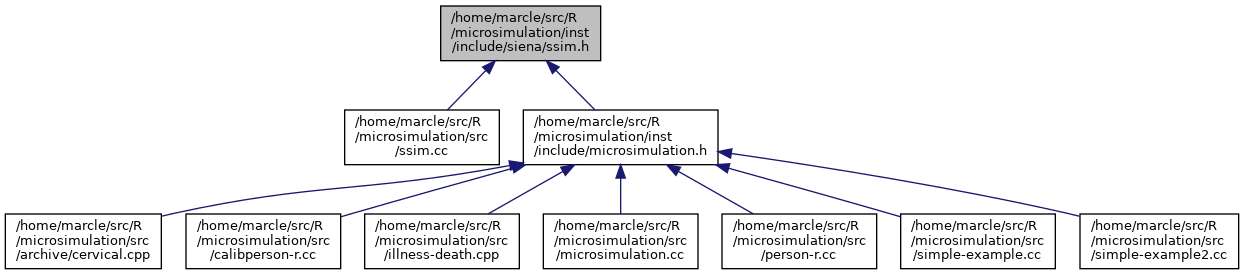 /home/marcle/src/R
/microsimulation/inst
/include/siena/ssim.h
/home/marcle/src/R
/microsimulation/src
/ssim.cc
/home/marcle/src/R
/microsimulation/inst
/include/microsimulation.h
/home/marcle/src/R
/microsimulation/src
/archive/cervical.cpp
/home/marcle/src/R
/microsimulation/src
/calibperson-r.cc
/home/marcle/src/R
/microsimulation/src
/illness-death.cpp
/home/marcle/src/R
/microsimulation/src
/microsimulation.cc
/home/marcle/src/R
/microsimulation/src
/person-r.cc
/home/marcle/src/R
/microsimulation/src
/simple-example.cc
/home/marcle/src/R
/microsimulation/src
/simple-example2.cc